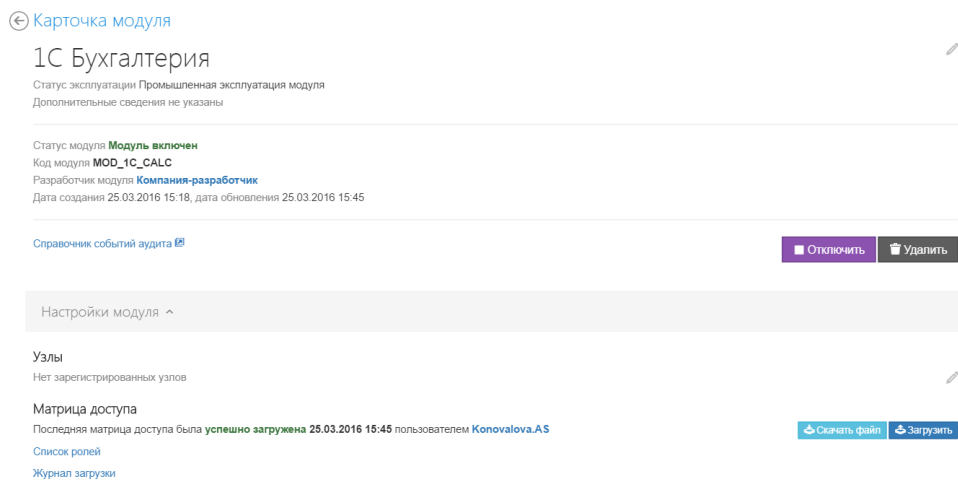 Карточка модуля
1С Бухгалтерия
Статус эксплуатации Промышленная эксплуатация модуля
Дополнительные сведения не указаны
Статус модуля Модуль включен
Код модуля MOD_1C_CALC
Разработчик модуля Компания-разработчик
Дата создания 25.03.2016 15:18, дата обновления 25.03.2016 15:45
Справочник событий аудита
Отключить Удалить
Настройки модуля
Узлы
Нет зарегистрированных узлов
Матрица доступа
Последняя матрица доступа была успешно загружена 25.03.2016 15:45 пользователем Konovalova.AS
Скачать файл Загрузить
Список ролей
Журнал загрузки